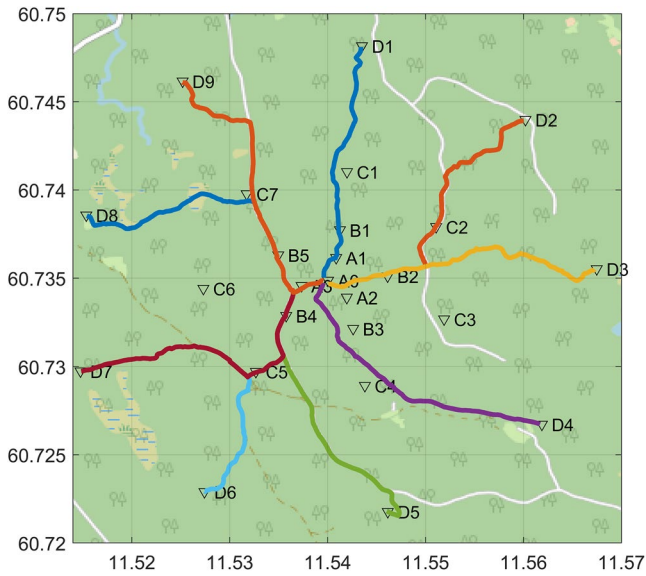 60.75
D1
D9
60.745
D2
C1
60.74
C7
D8
C2
B1
B5
A1
60.735
D3
B2
A0
C6
A2
B4
C3
B3
60.73
D7
C5
C4
D4
60.725
D6
D5
60.72
11.52
11.53
11.54
11.55
11.56
11.57